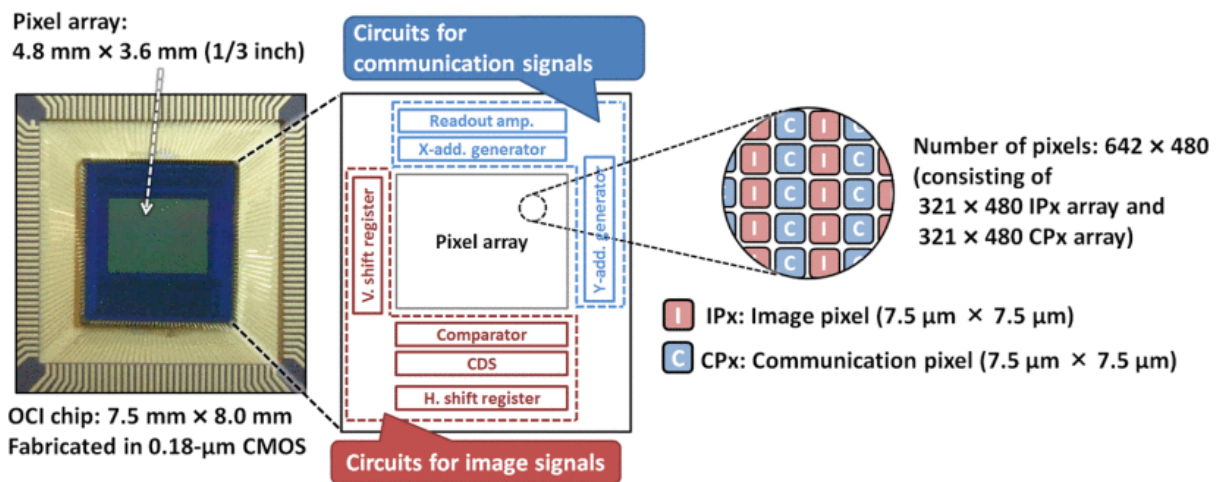 Pixel array:
4.8 mm × 3.6 mm (1/3 inch)
Circuits for
communication signals
Readout amp.
X-add. generator
V. shift register
Pixel array
Y-add. generator
Comparator
CDS
H. shift register
Circuits for image signals
OCI chip: 7.5 mm × 8.0 mm
Fabricated in 0.18-μm CMOS
I C I C
I C I C
C I C I C
I C I C
I C I C
Number of pixels: 642 × 480
(consisting of
321 × 480 IPx array and
321 × 480 CPx array)
I IPx: Image pixel (7.5 μm × 7.5 μm)
C CPx: Communication pixel (7.5 μm × 7.5 μm)